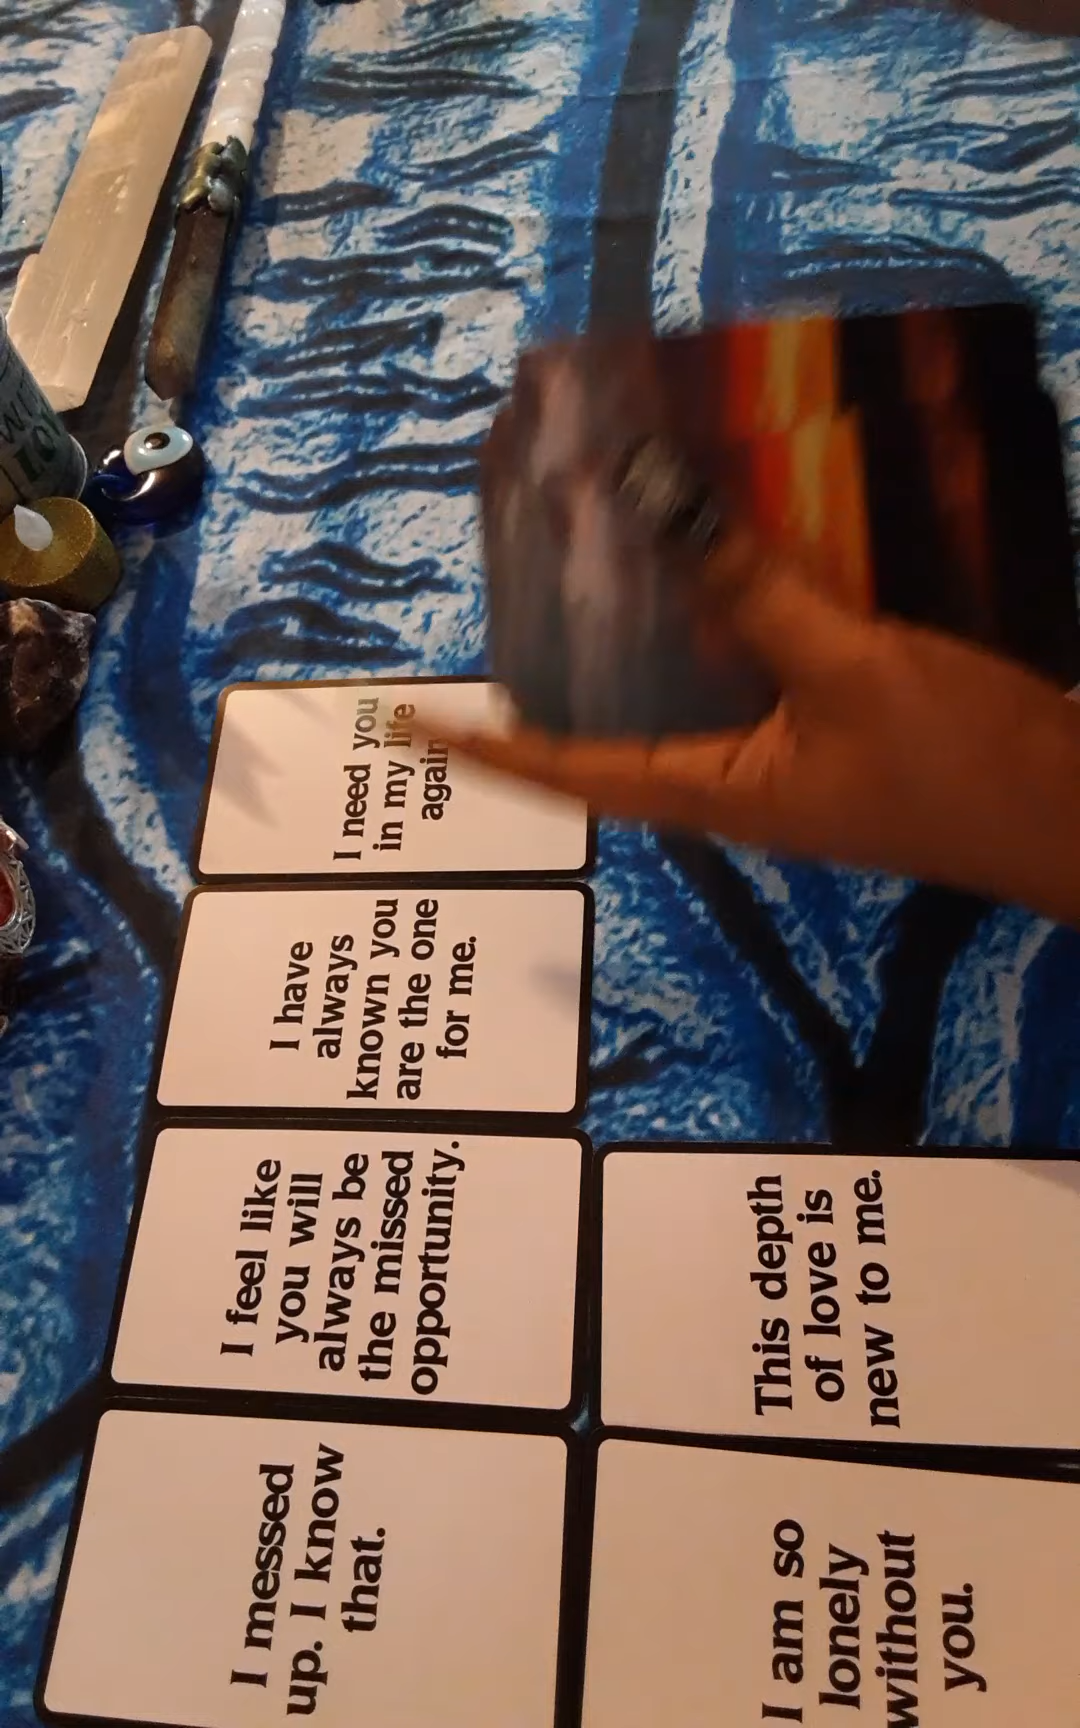 I need you
in my life
again
I have
always
known you
are the one
for me.
I feel like
you will
always be
the missed
opportunity.
This depth
of love is
new to me.
I messed
up. I know
that.
I am so
lonely
without
you.